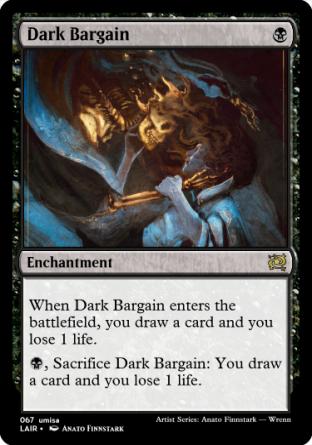 Dark Bargain
Enchantment
When Dark Bargain enters the
battlefield, you draw a card and you
lose 1 life.
, Sacrifice Dark Bargain: You draw
a card and you lose 1 life.
067 umisa
Artist Series: Anato Finnstark — Wrenn
LAIR • Anato Finnstark